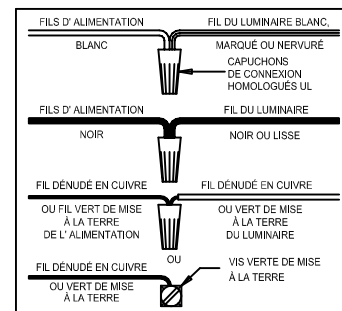 FILS D' ALIMENTATION
FIL DU LUMINAIRE BLANC,
BLANC
MARQUÉ OU NERVURÉ
CAPUCHONS
DE CONNEXION
HOMOLOGUÉS UL
FILS D' ALIMENTATION
FIL DU LUMINAIRE
NOIR
NOIR OU LISSE
FIL DÉNUDÉ EN CUIVRE
FIL DÉNUDÉ EN CUIVRE
OU FIL VERT DE MISE
À LA TERRE
DE L' ALIMENTATION
OU VERT DE MISE
À LA TERRE
DU LUMINAIRE
OU
FIL DÉNUDÉ EN CUIVRE
OU VERT DE MISE
À LA TERRE
VIS VERTE DE MISE
À LA TERRE